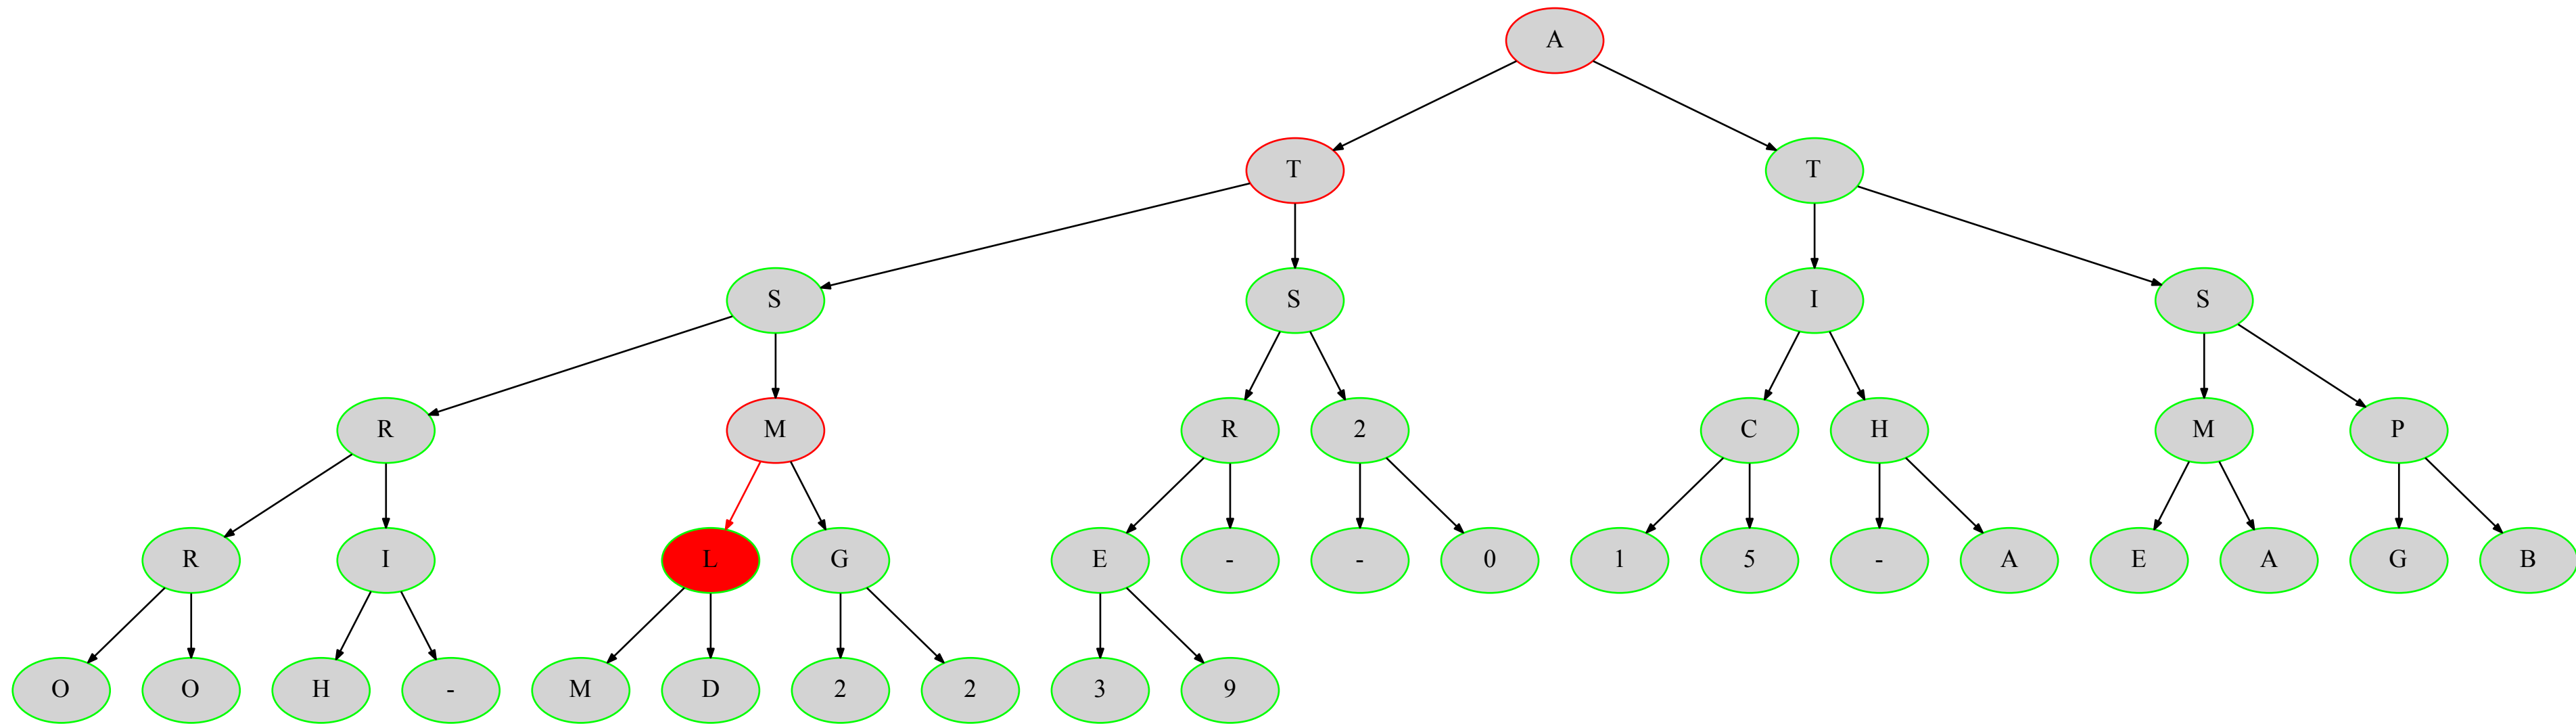 A
T T
S S I S
R M R 2 C H M P
R I L G E - - 0 1 5 - A E A G B
O O H - M D 2 2 3 9